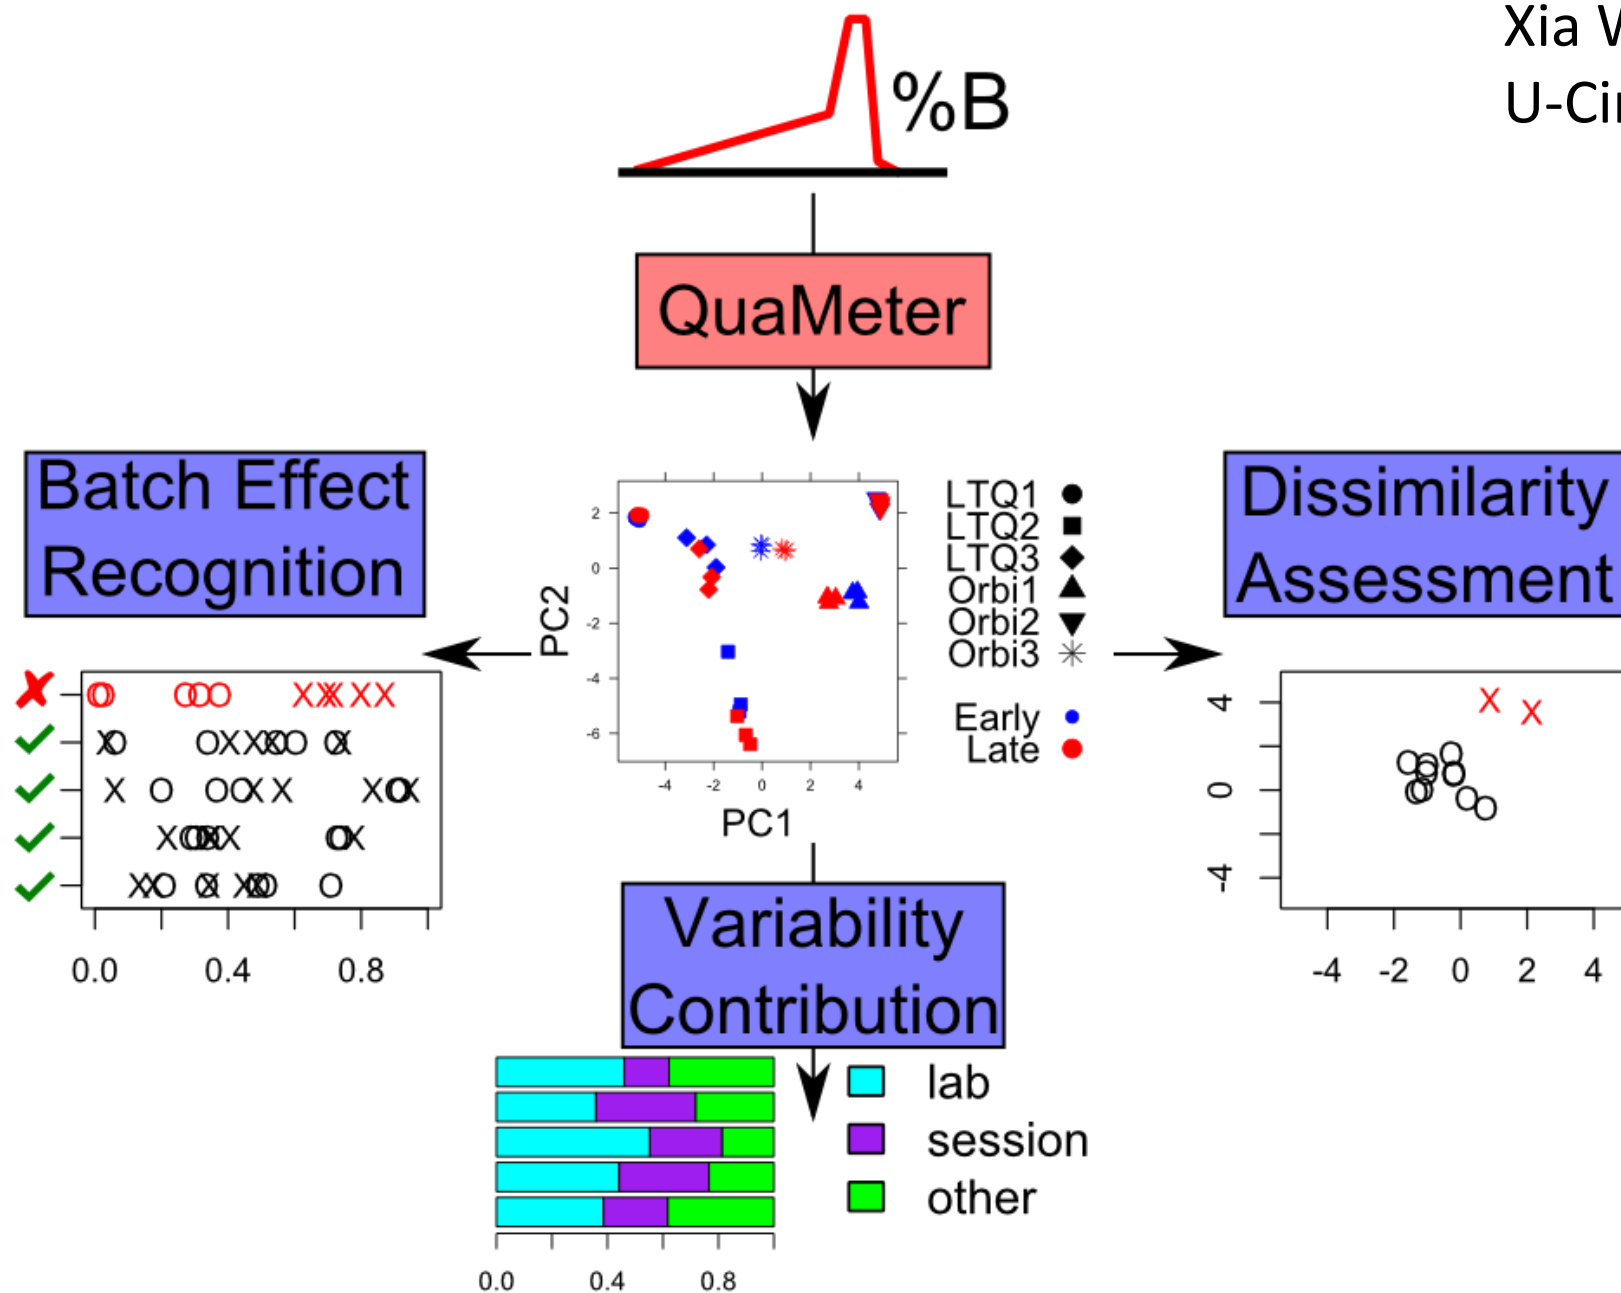 Xia
%B
QuaMeter
Batch Effect
Recognition
Dissimilarity
Assessment
LTQ1
LTQ2
LTQ3
Orbi1
Orbi2
Orbi3
Early
Late
PC2
2
0
-2
-4
-6
-4 -2 0 2 4
PC1
X O
0.0 0.4 0.8
4
0
-4
-4 -2 0 2 4
Variability
Contribution
lab
session
other
0.0 0.4 0.8